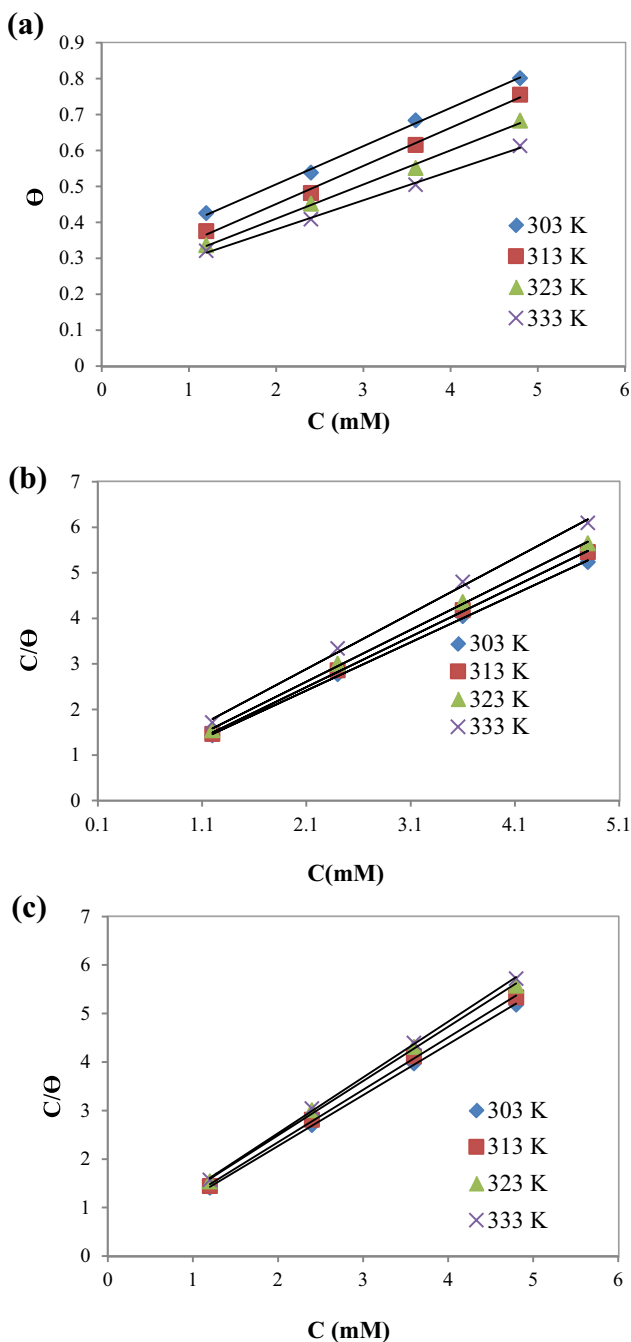 (a)
0.9
0.8
0.7
0.6
0.5
0.4
0.3
0.2
0.1
0
ϴ
303 K
313 K
323 K
333 K
0 1 2 3 4 5 6
C (mM)
(b)
7
6
5
4
3
2
1
0
C/ϴ
303 K
313 K
323 K
333 K
0.1 1.1 2.1 3.1 4.1 5.1
C(mM)
(c)
7
6
5
4
3
2
1
0
C/ϴ
303 K
313 K
323 K
333 K
0 1 2 3 4 5 6
C (mM)